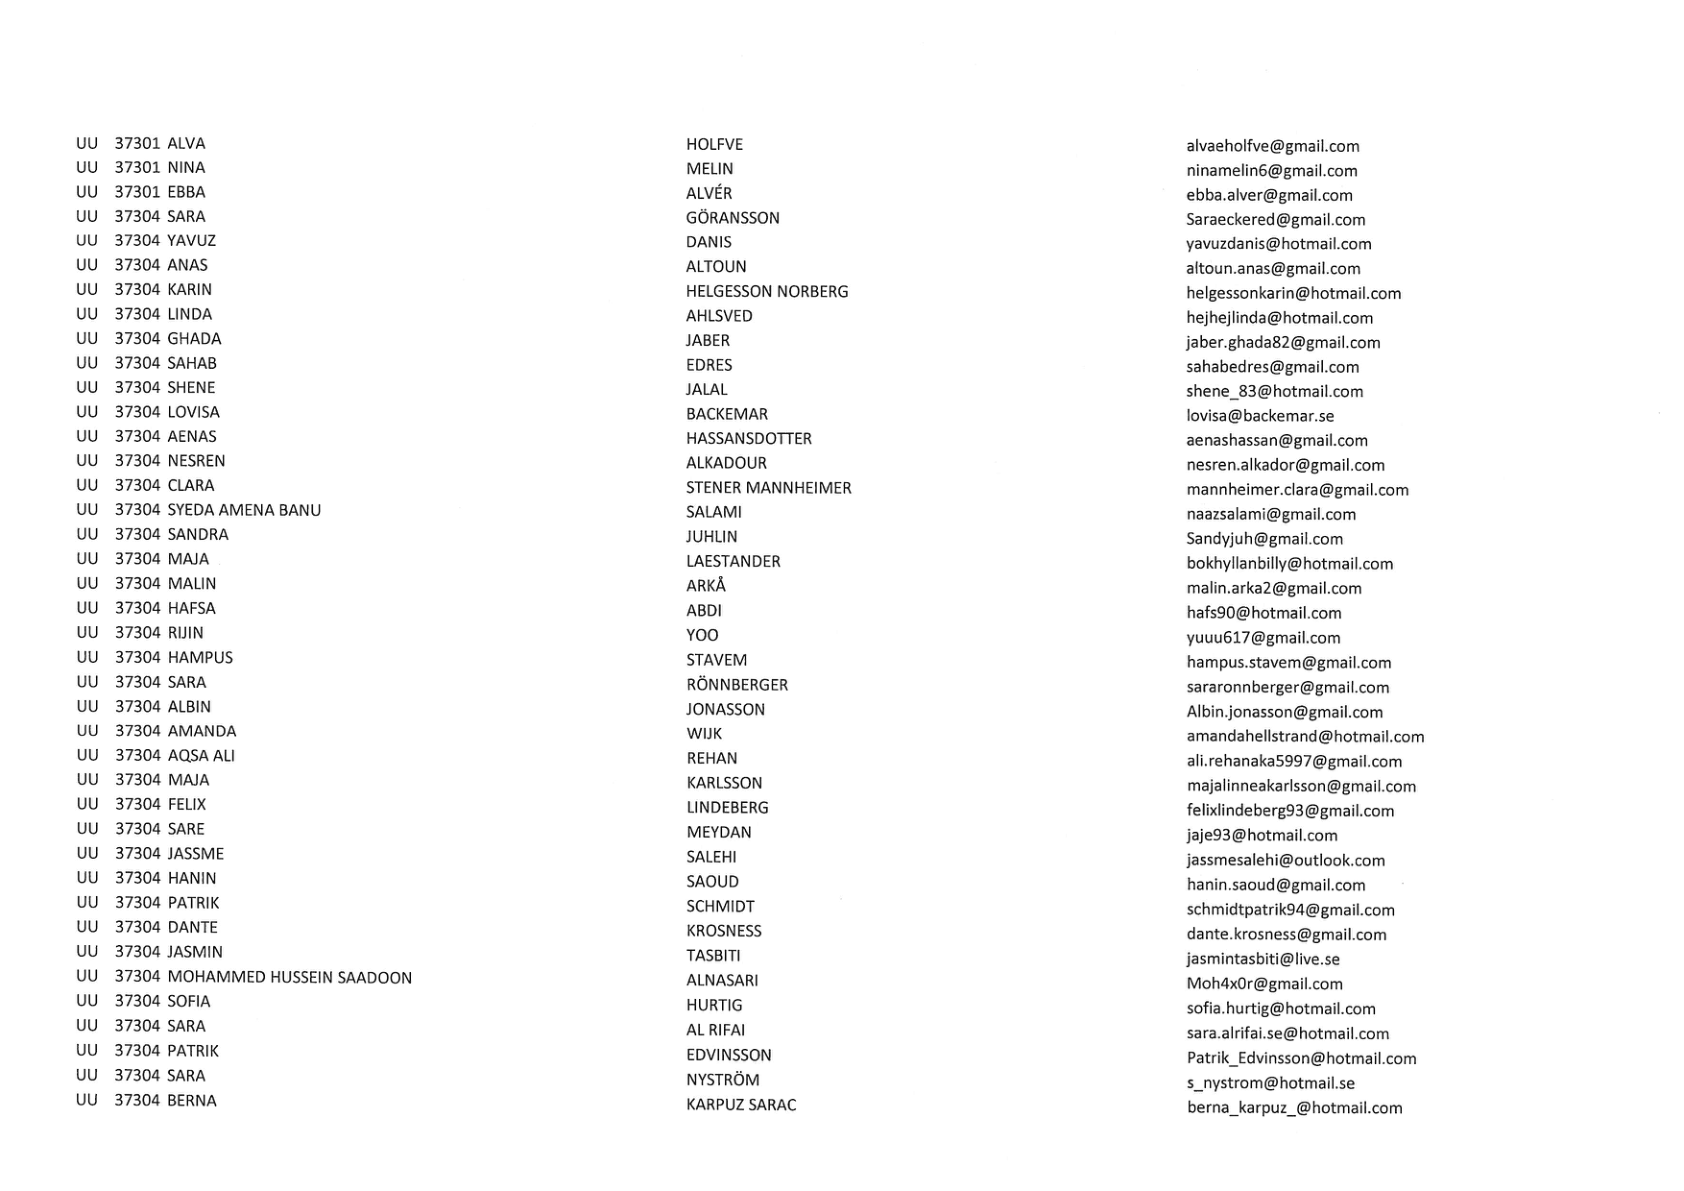 UU 37301 ALVA HOLFVE alvaeholfve@gmail.com
UU 37301 NINA MELIN ninamelin6@gmail.com
UU 37301 EBBA ALVÉR ebba.alver@gmail.com
UU 37304 SARA GÖRANSSON Saraeckered@gmail.com
UU 37304 YAVUZ DANIS yavuzdanis@hotmail.com
UU 37304 ANAS ALTOUN altoun.anas@gmail.com
UU 37304 KARIN HELGESSON NORBERG helgessonkarin@hotmail.com
UU 37304 LINDA AHLSVED hejhejlinda@hotmail.com
UU 37304 GHADA JABER jaber.ghada82@gmail.com
UU 37304 SAHAB EDRES sahabedres@gmail.com
UU 37304 SHENE JALAL shene_83@hotmail.com
UU 37304 LOVISA BACKEMAR lovisa@backemar.se
UU 37304 AENAS HASSANSDOTTER aenashassan@gmail.com
UU 37304 NESREN ALKADOUR nesren.alkador@gmail.com
UU 37304 CLARA STENER MANNHEIMER mannheimer.clara@gmail.com
UU 37304 SYEDA AMENA BANU SALAMI naazsalami@gmail.com
UU 37304 SANDRA JUHLIN Sandyjuh@gmail.com
UU 37304 MAJA LAESTANDER bokhyllanbilly@hotmail.com
UU 37304 MALIN ARKÅ malin.arka2@gmail.com
UU 37304 HAFSA ABDI hafs90@hotmail.com
UU 37304 RIJIN YOO yuuu617@gmail.com
UU 37304 HAMPUS STAVEM hampus.stavem@gmail.com
UU 37304 SARA RÖNNBERGER sararonnberger@gmail.com
UU 37304 ALBIN JONASSON Albin.jonasson@gmail.com
UU 37304 AMANDA WIJK amandahellstrand@hotmail.com
UU 37304 AQSA ALI REHAN ali.rehanaka5997@gmail.com
UU 37304 MAJA KARLSSON majalinneakarlsson@gmail.com
UU 37304 FELIX LINDEBERG felixlindeberg93@gmail.com
UU 37304 SARE MEYDAN jaje93@hotmail.com
UU 37304 JASSME SALEHI jassmesalehi@outlook.com
UU 37304 HANIN SAOUD hanin.saoud@gmail.com
UU 37304 PATRIK SCHMIDT schmidtpatrik94@gmail.com
UU 37304 DANTE KROSNESS dante.krosness@gmail.com
UU 37304 JASMIN TASBITI jasmintasbiti@live.se
UU 37304 MOHAMMED HUSSEIN SAADOON ALNASARI Moh4x0r@gmail.com
UU 37304 SOFIA HURTIG sofia.hurtig@hotmail.com
UU 37304 SARA AL RIFAI sara.alrifai.se@hotmail.com
UU 37304 PATRIK EDVINSSON Patrik_Edvinsson@hotmail.com
UU 37304 SARA NYSTRÖM s_nystrom@hotmail.se
UU 37304 BERNA KARPUZ SARAC berna_karpuz_@hotmail.com